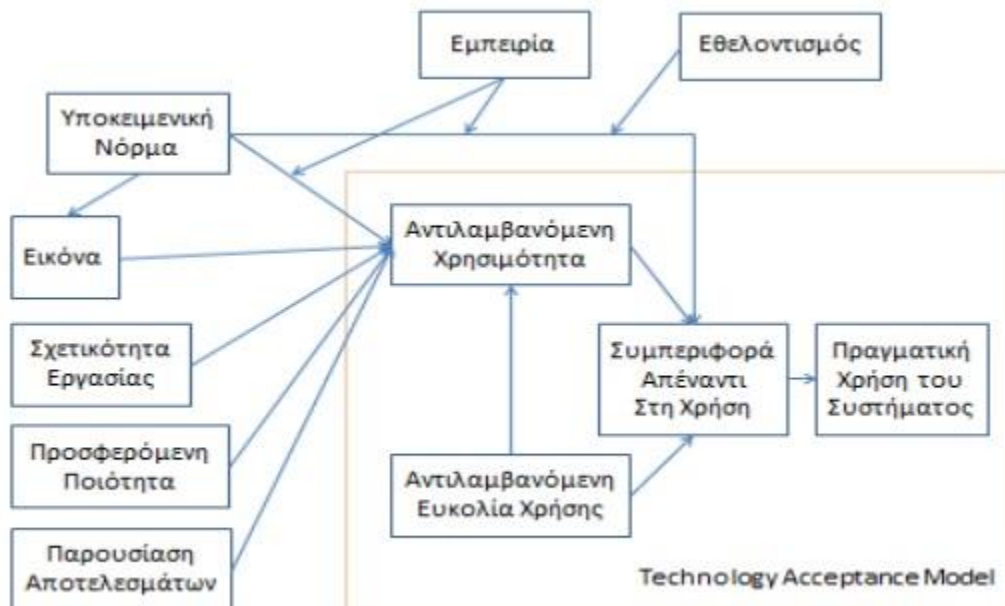 Εμπειρία
Εθελοντισμός
Υποκειμενική
Νόρμα
Αντιλαμβανόμενη
Χρησιμότητα
Εικόνα
Σχετικότητα
Εργασίας
Συμπεριφορά
Απέναντι
Στη Χρήση
Πραγματική
Χρήση του
Συστήματος
Προσφερόμενη
Ποιότητα
Αντιλαμβανόμενη
Ευκολία Χρήσης
Παρουσίαση
Αποτελεσμάτων
Technology Acceptance Model